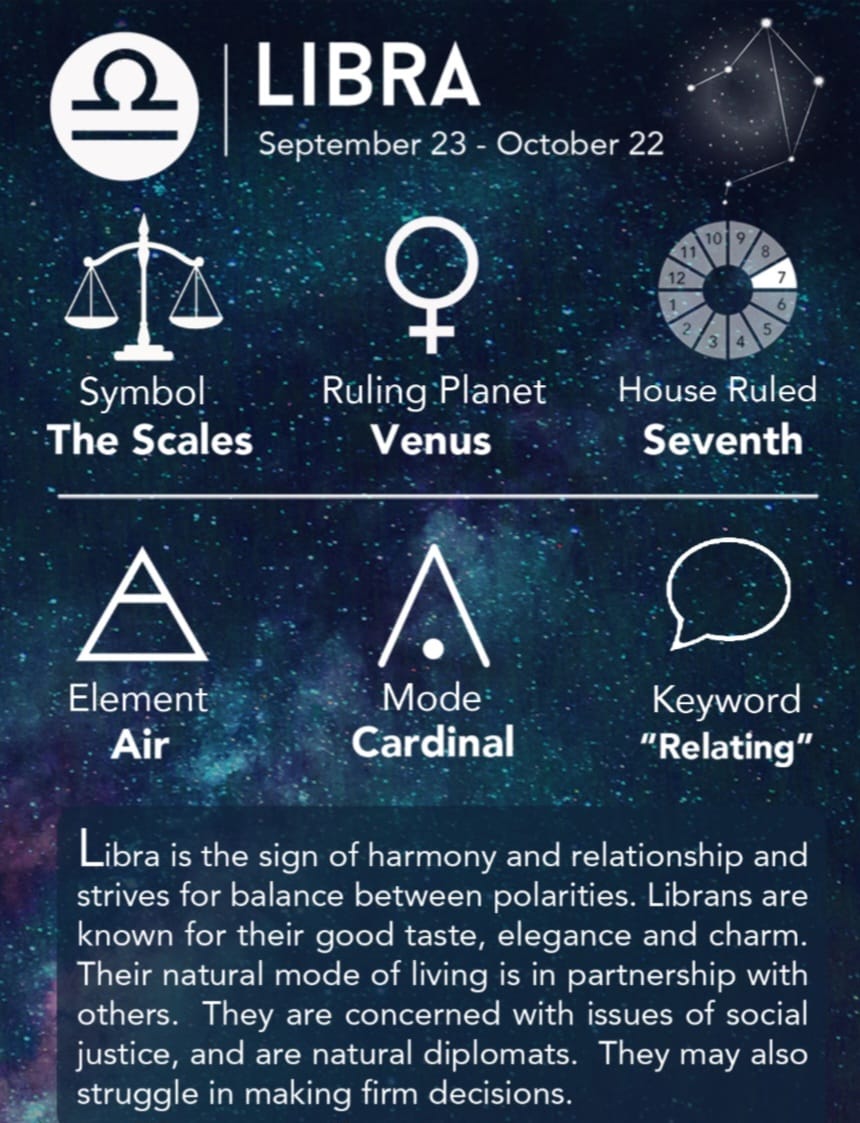 LIBRA
September 23 - October 22
10 9
11 8
12 7
1 6
2 5
3 4
Symbol Ruling Planet House Ruled
The Scales Venus Seventh
Element Mode Keyword
Air Cardinal "Relating"
Libra is the sign of harmony and relationship and
strives for balance between polarities. Librans are
known for their good taste, elegance and charm.
Their natural mode of living is in partnership with
others. They are concerned with issues of social
justice, and are natural diplomats. They may also
struggle in making firm decisions.